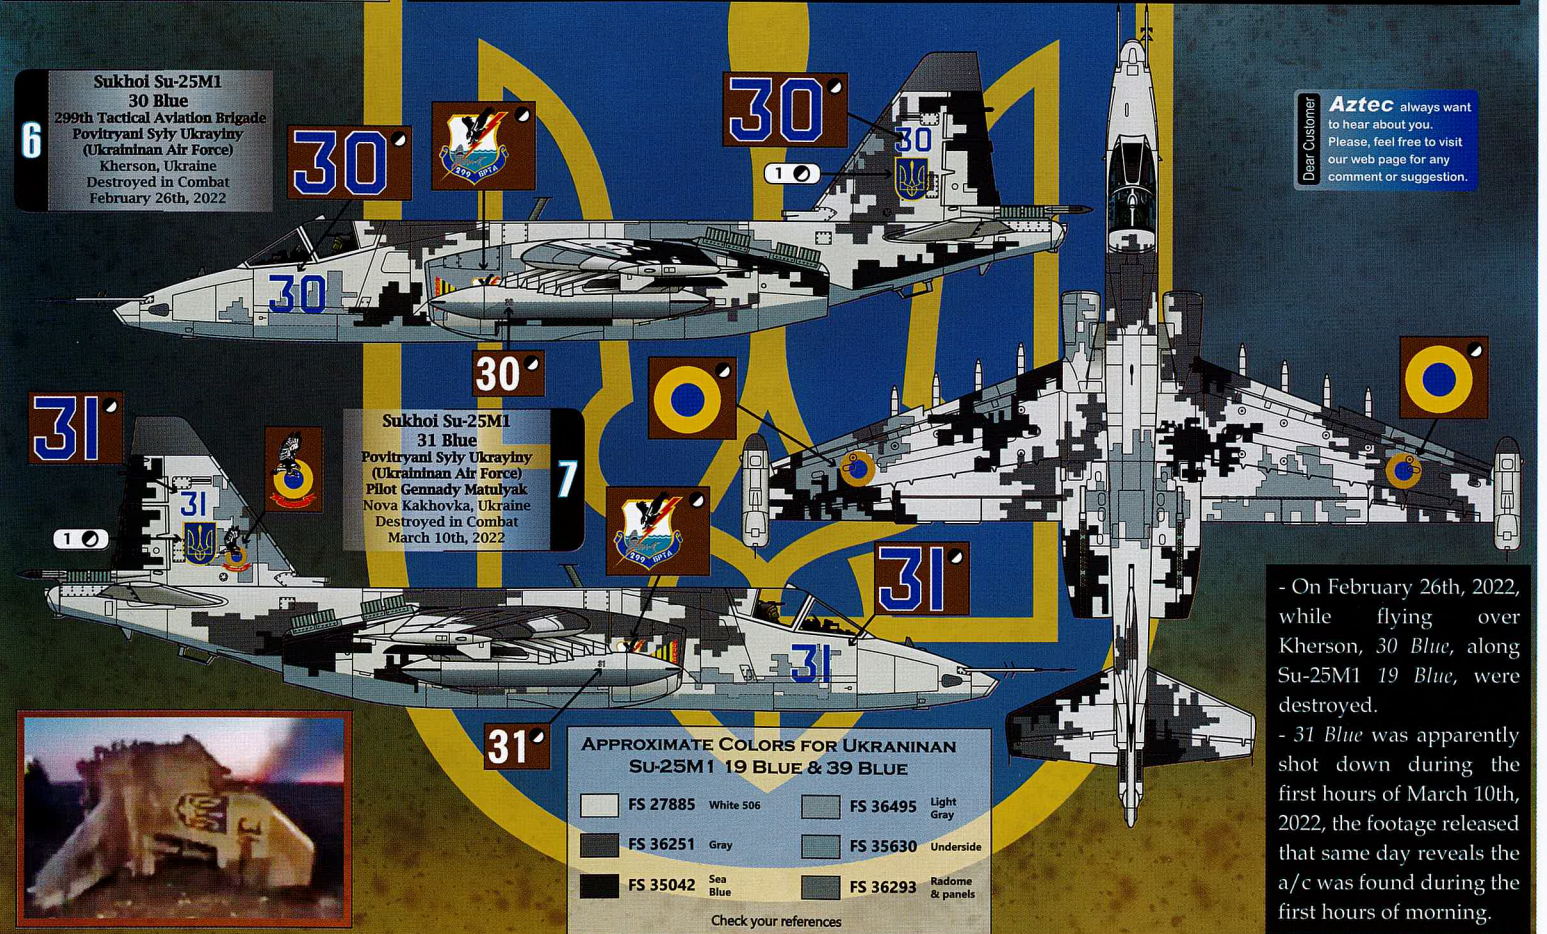 6
Sukhoi Su-25M1
30 Blue
299th Tactical Aviation Brigade
Povitryani Syly Ukrayiny
(Ukraininan Air Force)
Kherson, Ukraine
Destroyed in Combat
February 26th, 2022
30
299 БРТА
30
30
1
30
30
Dear Customer
Aztec always want
to hear about you.
Please, feel free to visit
our web page for any
comment or suggestion.
31
31
1
Sukhoi Su-25M1
31 Blue
Povitryani Syly Ukrayiny
(Ukraininan Air Force)
Pilot Gennady Matulyak
Nova Kakhovka, Ukraine
Destroyed in Combat
March 10th, 2022
7
299 БРТА
31
31
31
31
Approximate Colors for Ukraninan
Su-25M1 19 Blue & 39 Blue
FS 27885 White 506
FS 36251 Gray
FS 35042 Sea Blue
FS 36495 Light Gray
FS 35630 Underside
FS 36293 Radome & panels
Check your references
- On February 26th, 2022,
while flying over
Kherson, 30 Blue, along
Su-25M1 19 Blue, were
destroyed.
- 31 Blue was apparently
shot down during the
first hours of March 10th,
2022, the footage released
that same day reveals the
a/c was found during the
first hours of morning.